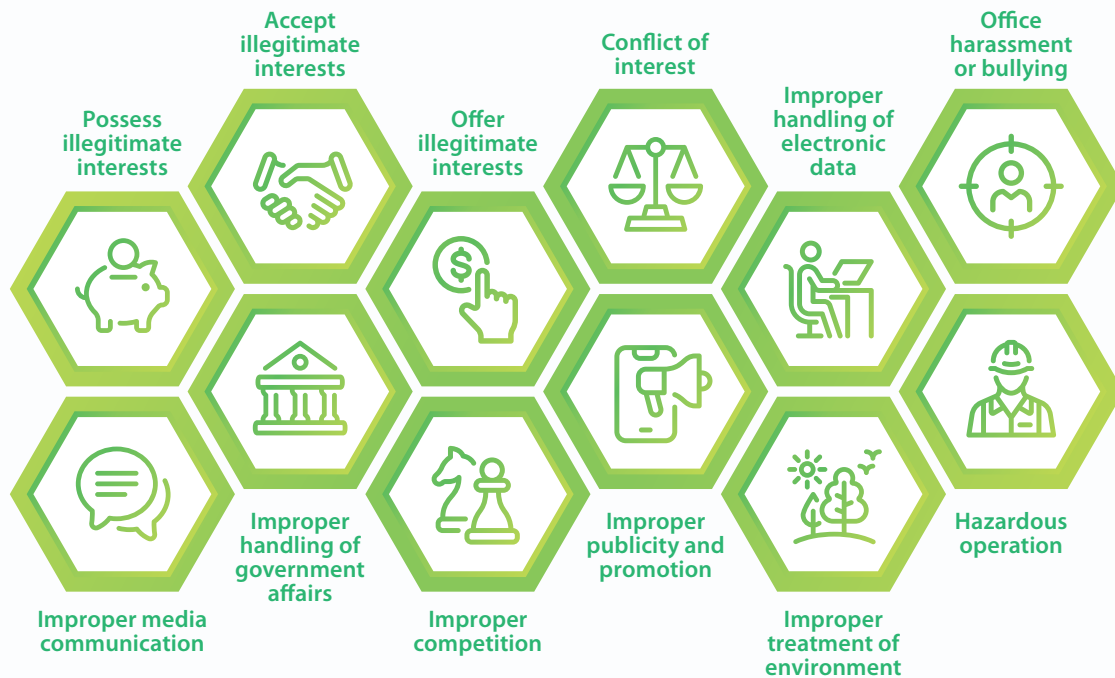 Accept
illegitimate
interests
Conflict of
interest
Office
harassment
or bullying
Possess
illegitimate
interests
Offer
illegitimate
interests
Improper
handling of
electronic
data
$
Improper
handling of
government
affairs
Improper
publicity and
promotion
Hazardous
operation
Improper media
communication
Improper
competition
Improper
treatment of
environment